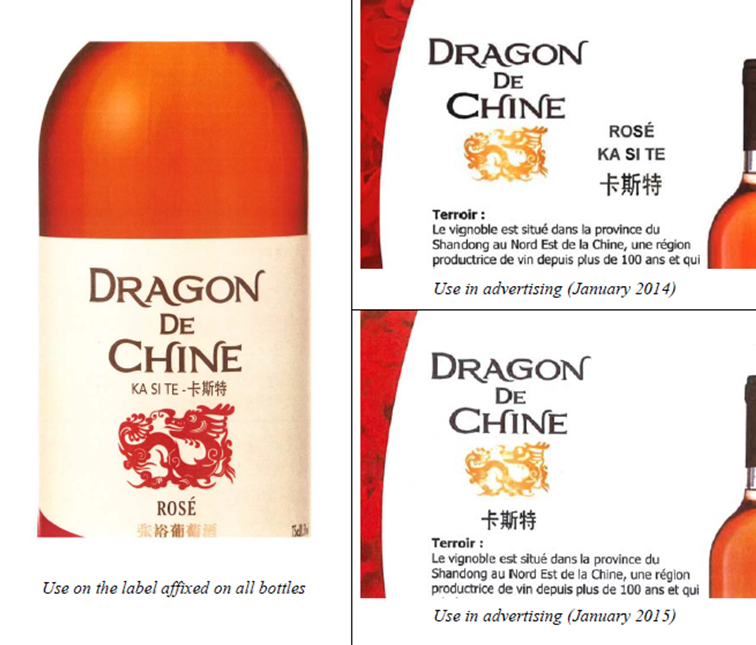 DRAGON
DE
CHINE
KA SI TE - 卡斯特
ROSÉ
弥裕葡萄酒
Use on the label affixed on all bottles
DRAGON
DE
CHINE
ROSÉ
KA SI TE
卡斯特
Terroir :
Le vignoble est situé dans la province du
Shandong au Nord Est de la Chine, une région
productrice de vin depuis plus de 100 ans et qui
Use in advertising (January 2014)
DRAGON
DE
CHINE
卡斯特
Terroir :
Le vignoble est situé dans la province du
Shandong au Nord Est de la Chine, une région
productrice de vin depuis plus de 100 ans et qui
Use in advertising (January 2015)